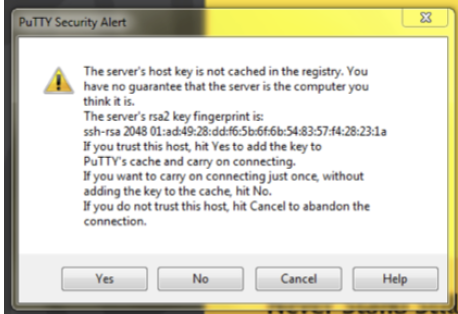 PuTTY Security Alert
The server's host key is not cached in the registry. You
have no guarantee that the server is the computer you
think it is.
The server's rsa2 key fingerprint is:
ssh-rsa 2048 01:ad:49:28:dd:f6:5b:6f:6b:54:83:57:f4:28:23:1a
If you trust this host, hit Yes to add the key to
PuTTY's cache and carry on connecting.
If you want to carry on connecting just once, without
adding the key to the cache, hit No.
If you do not trust this host, hit Cancel to abandon the
connection.
Yes No Cancel Help